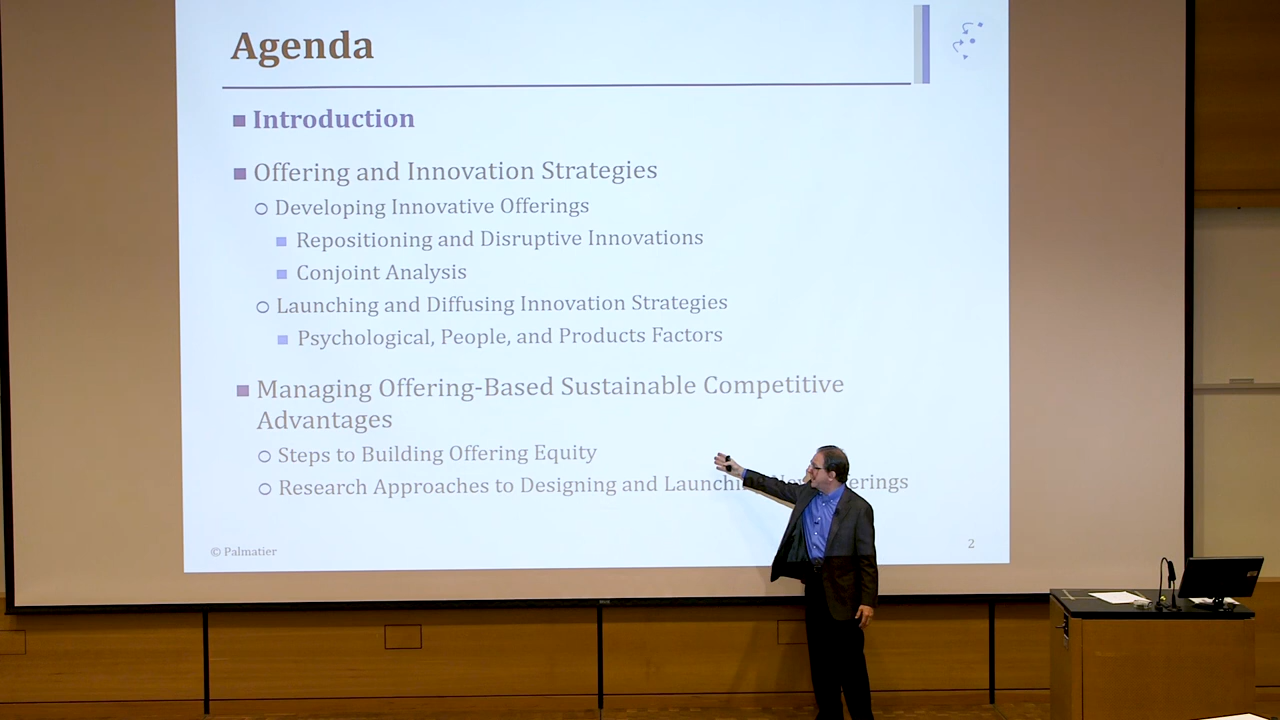 Agenda
Introduction
Offering and Innovation Strategies
Developing Innovative Offerings
Repositioning and Disruptive Innovations
Conjoint Analysis
Launching and Diffusing Innovation Strategies
Psychological, People, and Products Factors
Managing Offering-Based Sustainable Competitive
Advantages
Steps to Building Offering Equity
Research Approaches to Designing and Launching New Offerings
© Palmatier
2